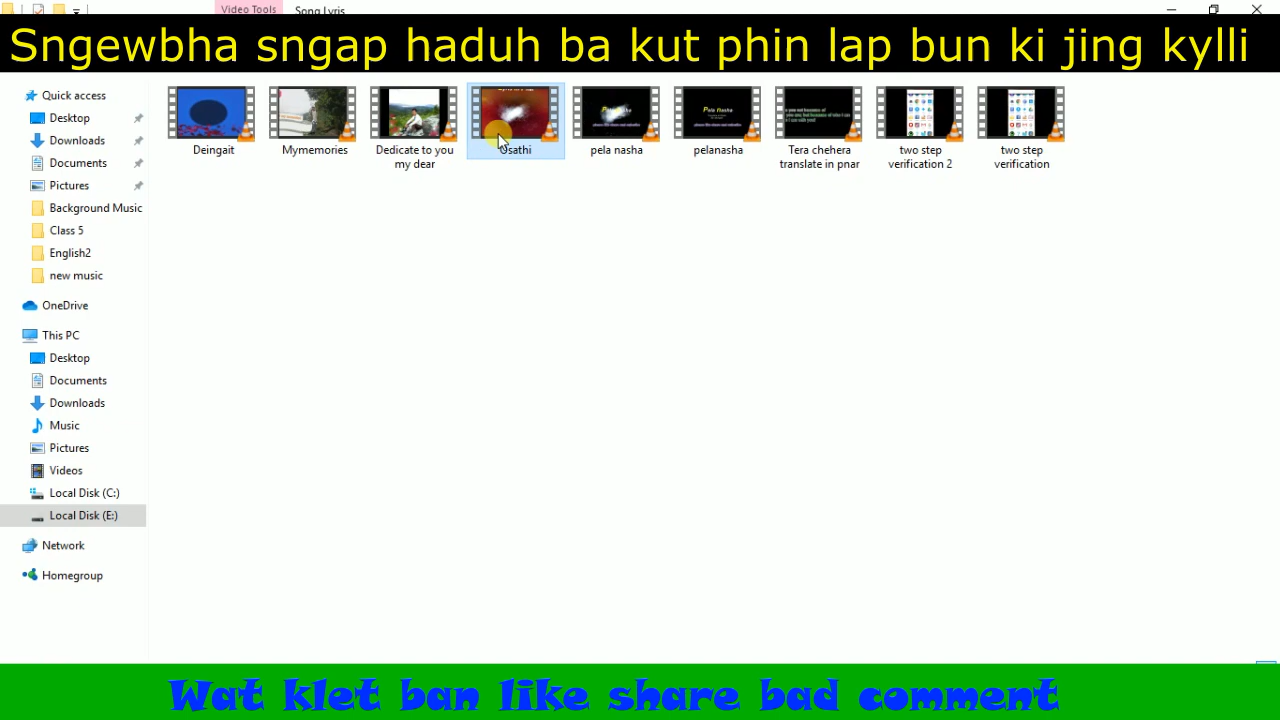 Video Tools
Song Lyris
Sngewbha sngap haduh ba kut phin lap bun ki jing kylli
Quick access
Desktop
Downloads
Documents
Pictures
Background Music
Class 5
English2
new music
OneDrive
This PC
Desktop
Documents
Downloads
Music
Pictures
Videos
Local Disk (C:)
Local Disk (E:)
Network
Homegroup
Deingait
Mymemories
Dedicate to you
my dear
pela nasha
pelanasha
Tera chehera
translate in pnar
two step
verification 2
two step
verification
Wat klet ban like share bad comment